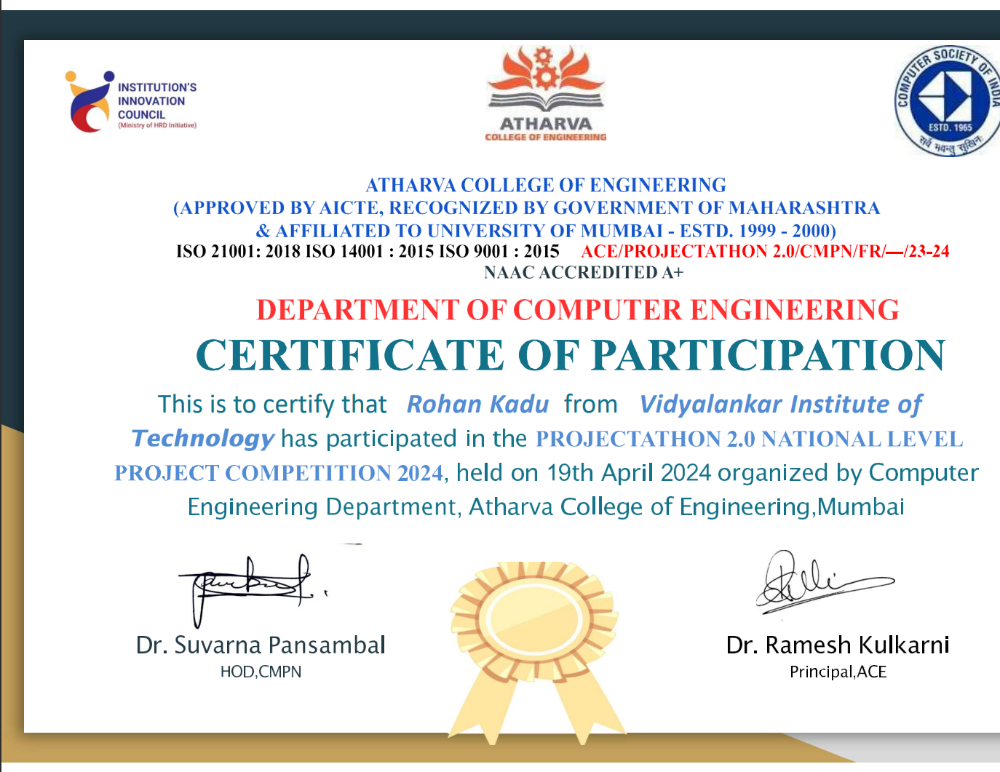 INSTITUTION'S
INNOVATION
COUNCIL
(Ministry of HRD Initiative)
ATHARVA
COLLEGE OF ENGINEERING
COMPUTER SOCIETY OF INDIA
ESTD. 1965
सर्वे भवन्तु सुखिनः
ATHARVA COLLEGE OF ENGINEERING
(APPROVED BY AICTE, RECOGNIZED BY GOVERNMENT OF MAHARASHTRA
& AFFILIATED TO UNIVERSITY OF MUMBAI - ESTD. 1999 - 2000)
ISO 21001: 2018 ISO 14001 : 2015 ISO 9001 : 2015 ACE/PROJECTATHON 2.0/CMPN/FR/—/23-24
NAAC ACCREDITED A+
DEPARTMENT OF COMPUTER ENGINEERING
CERTIFICATE OF PARTICIPATION
This is to certify that Rohan Kadu from Vidyalankar Institute of
Technology has participated in the PROJECTATHON 2.0 NATIONAL LEVEL
PROJECT COMPETITION 2024, held on 19th April 2024 organized by Computer
Engineering Department, Atharva College of Engineering,Mumbai
Dr. Suvarna Pansambal
HOD,CMPN
Dr. Ramesh Kulkarni
Principal,ACE